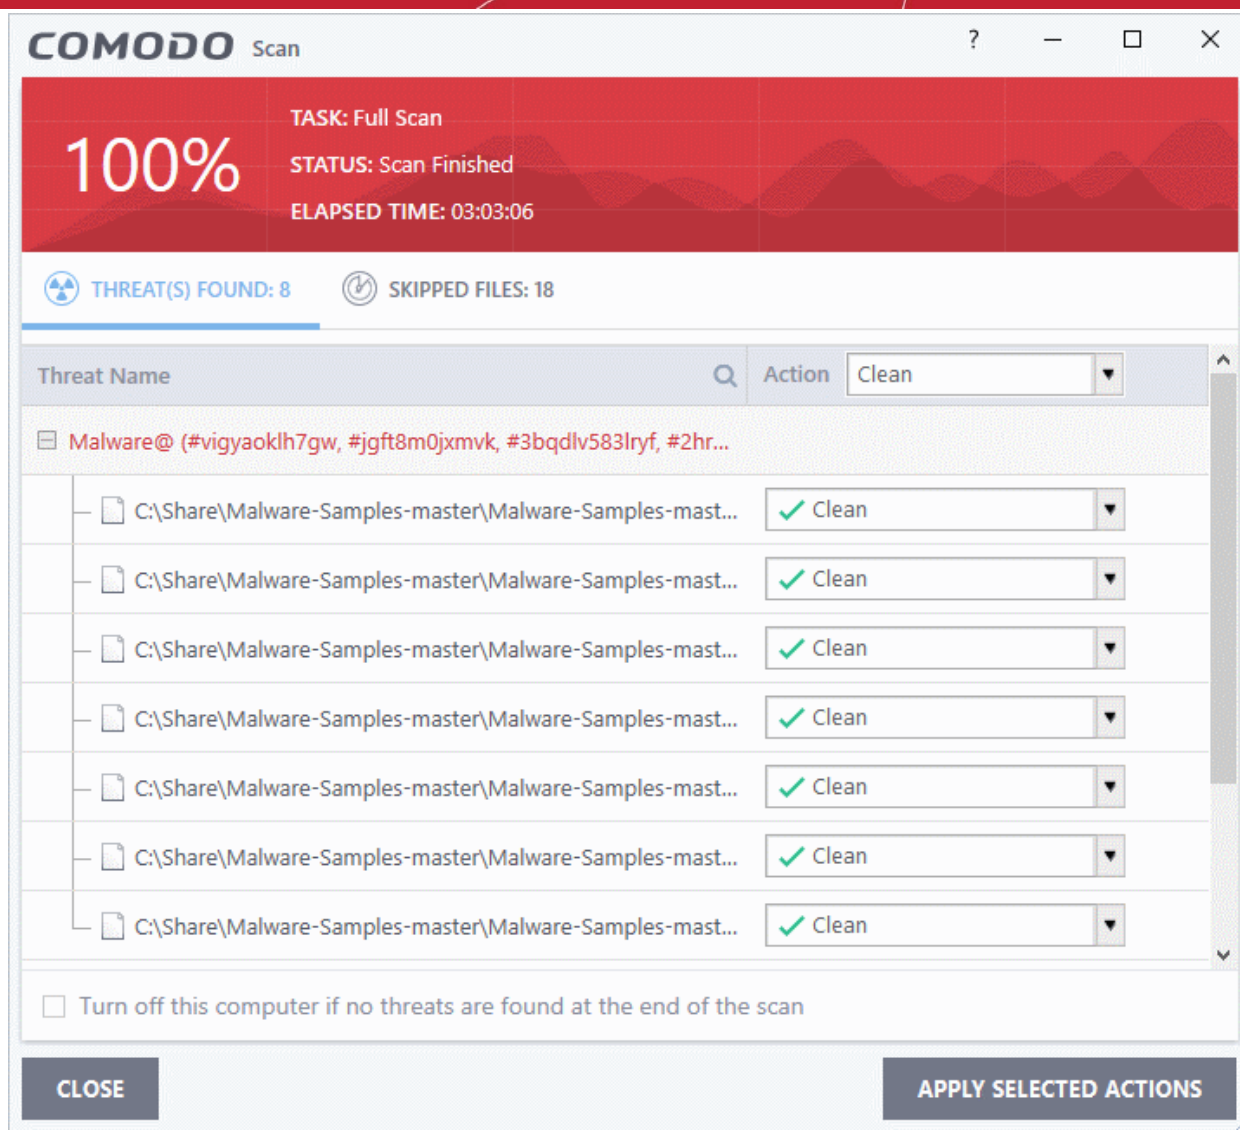 COMODO Scan
?
100%
TASK: Full Scan
STATUS: Scan Finished
ELAPSED TIME: 03:03:06
THREAT(S) FOUND: 8 SKIPPED FILES: 18
Threat Name Action Clean
Malware@ (#vigyaoklh7gw, #jgft8m0jxmvk, #3bqdlv583lryf, #2hr...
C:\Share\Malware-Samples-master\Malware-Samples-mast... Clean
C:\Share\Malware-Samples-master\Malware-Samples-mast... Clean
C:\Share\Malware-Samples-master\Malware-Samples-mast... Clean
C:\Share\Malware-Samples-master\Malware-Samples-mast... Clean
C:\Share\Malware-Samples-master\Malware-Samples-mast... Clean
C:\Share\Malware-Samples-master\Malware-Samples-mast... Clean
C:\Share\Malware-Samples-master\Malware-Samples-mast... Clean
Turn off this computer if no threats are found at the end of the scan
CLOSE APPLY SELECTED ACTIONS